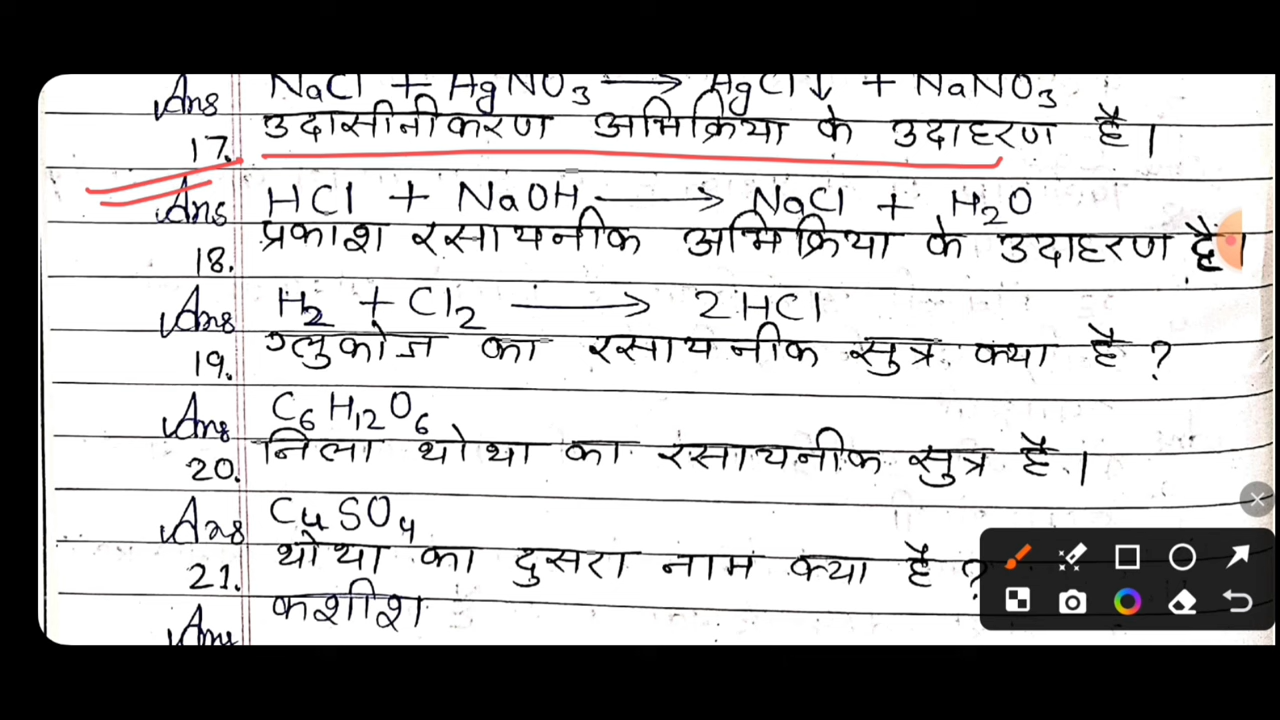 Ans NaCl + AgNO₃ → AgCl↓ + NaNO₃
17. उदासीनीकरण अभिक्रिया के उदाहरण है।
Ans HCl + NaOH → NaCl + H₂O
18. प्रकाश रसायनीक अभिक्रिया के उदाहरण है।
Ans H₂ + Cl₂ → 2HCl
19. ग्लुकोज का रसायनीक सुत्र क्या है ?
Ans C₆H₁₂O₆
20. निला थोथा का रसायनीक सुत्र है।
Ans CuSO₄
21. थोथा का दुसरा नाम क्या है ?
Ans कशीश